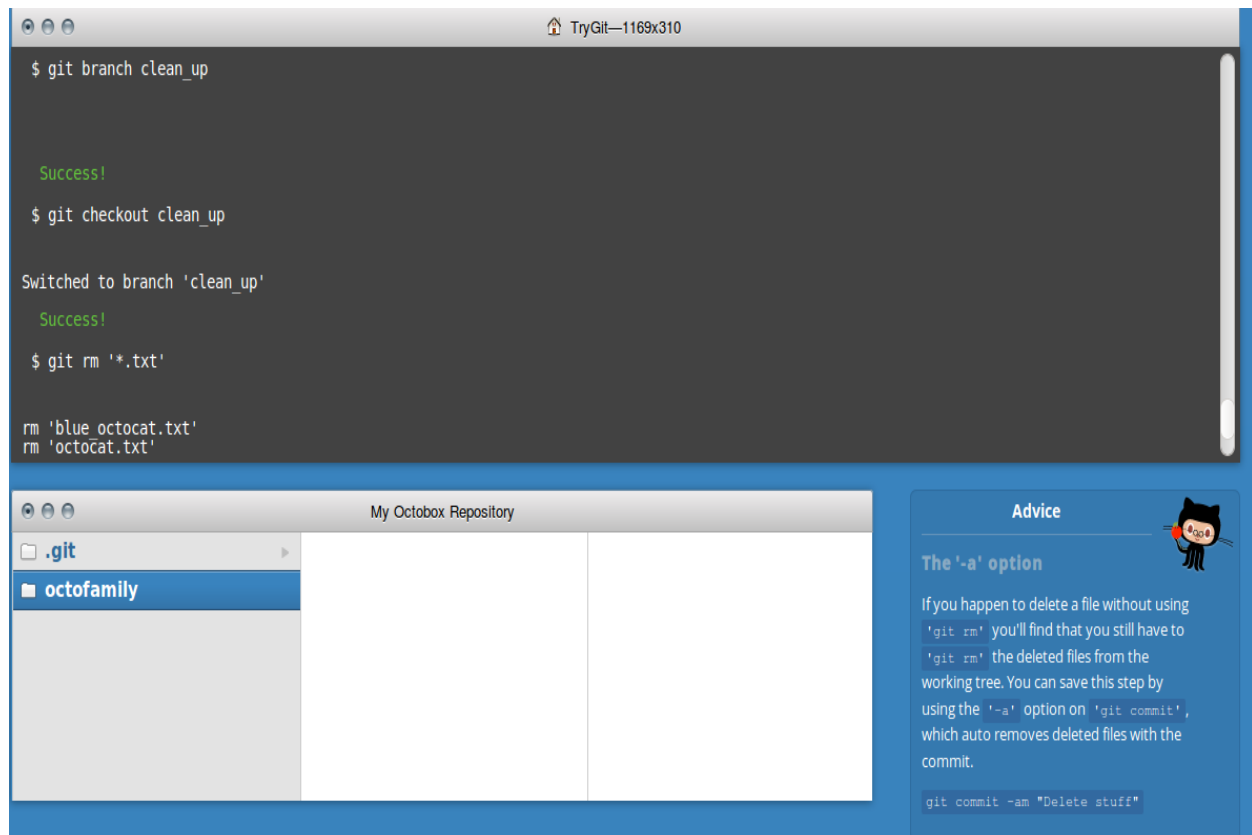 TryGit—1169x310
$ git branch clean_up
Success!
$ git checkout clean_up
Switched to branch 'clean_up'
Success!
$ git rm '*.txt'
rm 'blue_octocat.txt'
rm 'octocat.txt'
My Octobox Repository
.git
octofamily
Advice
The '-a' option
If you happen to delete a file without using
'git rm' you'll find that you still have to
'git rm' the deleted files from the
working tree. You can save this step by
using the '-a' option on 'git commit',
which auto removes deleted files with the
commit.
git commit -am "Delete stuff"